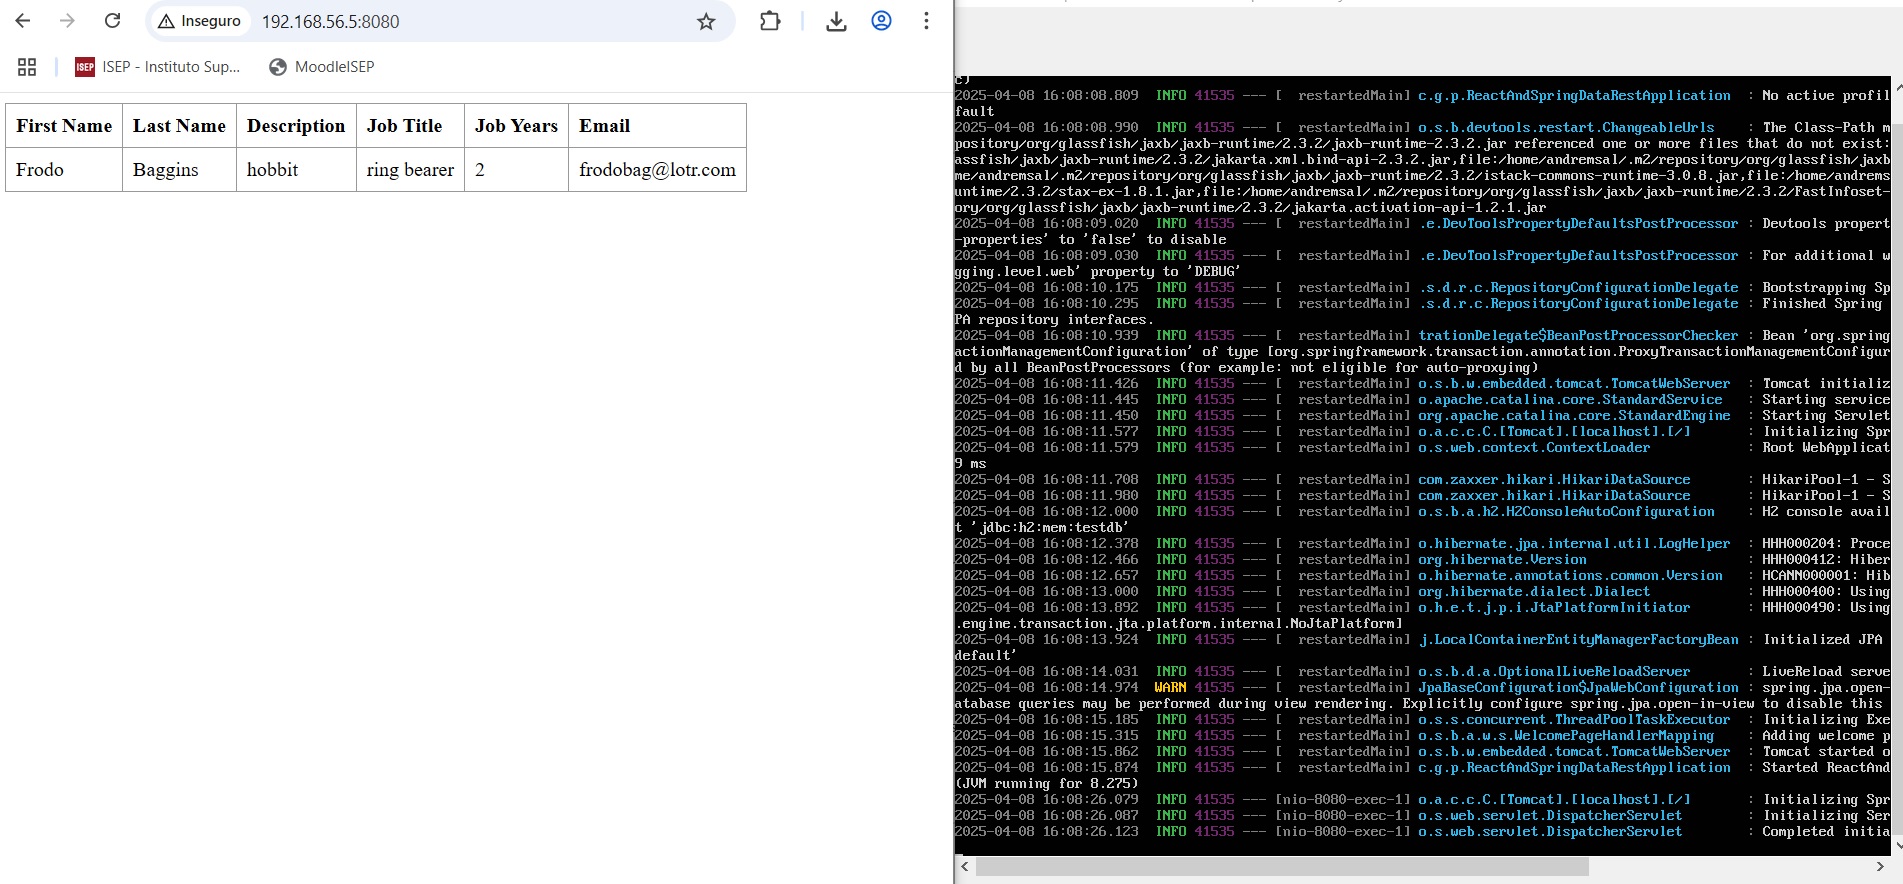 Inseguro 192.168.56.5:8080
ISEP ISEP - Instituto Sup... MoodleISEP
First Name Last Name Description Job Title Job Years Email
Frodo Baggins hobbit ring bearer 2 frodobag@lotr.com
2025-04-08 16:08:08.809 INFO 41535 --- [ restartedMain] c.g.p.ReactAndSpringDataRestApplication : No active profil
fault
2025-04-08 16:08:08.990 INFO 41535 --- [ restartedMain] o.s.b.devtools.restart.ChangeableUrls : The Class-Path m
pository/org/glassfish/jaxb/jaxb-runtime/2.3.2/jaxb-runtime-2.3.2.jar referenced one or more files that do not exist:
assfish/jaxb/jaxb-runtime/2.3.2/jakarta.xml.bind-api-2.3.2.jar,file:/home/andremsal/.m2/repository/org/glassfish/jaxb
me/andremsal/.m2/repository/org/glassfish/jaxb/jaxb-runtime/2.3.2/istack-commons-runtime-3.0.8.jar,file:/home/andrems
untime/2.3.2/stax-ex-1.8.1.jar,file:/home/andremsal/.m2/repository/org/glassfish/jaxb/jaxb-runtime/2.3.2/FastInfoset-
ory/org/glassfish/jaxb/jaxb-runtime/2.3.2/jakarta.activation-api-1.2.1.jar
2025-04-08 16:08:09.020 INFO 41535 --- [ restartedMain] .e.DevToolsPropertyDefaultsPostProcessor : Devtools propert
-properties' to 'false' to disable
2025-04-08 16:08:09.030 INFO 41535 --- [ restartedMain] .e.DevToolsPropertyDefaultsPostProcessor : For additional w
gging.level.web' property to 'DEBUG'
2025-04-08 16:08:10.175 INFO 41535 --- [ restartedMain] .s.d.r.c.RepositoryConfigurationDelegate : Bootstrapping Sp
2025-04-08 16:08:10.295 INFO 41535 --- [ restartedMain] .s.d.r.c.RepositoryConfigurationDelegate : Finished Spring
PA repository interfaces.
2025-04-08 16:08:10.939 INFO 41535 --- [ restartedMain] trationDelegate$BeanPostProcessorChecker : Bean 'org.spring
actionManagementConfiguration' of type [org.springframework.transaction.annotation.ProxyTransactionManagementConfigur
d by all BeanPostProcessors (for example: not eligible for auto-proxying)
2025-04-08 16:08:11.426 INFO 41535 --- [ restartedMain] o.s.b.w.embedded.tomcat.TomcatWebServer : Tomcat initializ
2025-04-08 16:08:11.445 INFO 41535 --- [ restartedMain] o.apache.catalina.core.StandardService : Starting service
2025-04-08 16:08:11.450 INFO 41535 --- [ restartedMain] org.apache.catalina.core.StandardEngine : Starting Servlet
2025-04-08 16:08:11.577 INFO 41535 --- [ restartedMain] o.a.c.c.C.[Tomcat].[localhost].[/] : Initializing Spr
2025-04-08 16:08:11.579 INFO 41535 --- [ restartedMain] o.s.web.context.ContextLoader : Root WebApplicat
9 ms
2025-04-08 16:08:11.708 INFO 41535 --- [ restartedMain] com.zaxxer.hikari.HikariDataSource : HikariPool-1 - S
2025-04-08 16:08:11.980 INFO 41535 --- [ restartedMain] com.zaxxer.hikari.HikariDataSource : HikariPool-1 - S
2025-04-08 16:08:12.000 INFO 41535 --- [ restartedMain] o.s.b.a.h2.H2ConsoleAutoConfiguration : H2 console avail
t 'jdbc:h2:mem:testdb'
2025-04-08 16:08:12.378 INFO 41535 --- [ restartedMain] o.hibernate.jpa.internal.util.LogHelper : HHH000204: Proce
2025-04-08 16:08:12.466 INFO 41535 --- [ restartedMain] org.hibernate.Version : HHH000412: Hiber
2025-04-08 16:08:12.657 INFO 41535 --- [ restartedMain] o.hibernate.annotations.common.Version : HCANN000001: Hib
2025-04-08 16:08:13.000 INFO 41535 --- [ restartedMain] org.hibernate.dialect.Dialect : HHH000400: Using
2025-04-08 16:08:13.892 INFO 41535 --- [ restartedMain] o.h.e.t.j.p.i.JtaPlatformInitiator : HHH000490: Using
.engine.transaction.jta.platform.internal.NoJtaPlatform]
2025-04-08 16:08:13.924 INFO 41535 --- [ restartedMain] j.LocalContainerEntityManagerFactoryBean : Initialized JPA
default'
2025-04-08 16:08:14.031 INFO 41535 --- [ restartedMain] o.s.b.d.a.OptionalLiveReloadServer : LiveReload serve
2025-04-08 16:08:14.974 WARN 41535 --- [ restartedMain] JpaBaseConfiguration$JpaWebConfiguration : spring.jpa.open-
atabase queries may be performed during view rendering. Explicitly configure spring.jpa.open-in-view to disable this
2025-04-08 16:08:15.185 INFO 41535 --- [ restartedMain] o.s.s.concurrent.ThreadPoolTaskExecutor : Initializing Exe
2025-04-08 16:08:15.315 INFO 41535 --- [ restartedMain] o.s.b.a.w.s.WelcomePageHandlerMapping : Adding welcome p
2025-04-08 16:08:15.862 INFO 41535 --- [ restartedMain] o.s.b.w.embedded.tomcat.TomcatWebServer : Tomcat started o
2025-04-08 16:08:15.874 INFO 41535 --- [ restartedMain] c.g.p.ReactAndSpringDataRestApplication : Started ReactAnd
(JVM running for 8.275)
2025-04-08 16:08:26.079 INFO 41535 --- [nio-8080-exec-1] o.a.c.c.C.[Tomcat].[localhost].[/] : Initializing Spr
2025-04-08 16:08:26.087 INFO 41535 --- [nio-8080-exec-1] o.s.web.servlet.DispatcherServlet : Initializing Ser
2025-04-08 16:08:26.123 INFO 41535 --- [nio-8080-exec-1] o.s.web.servlet.DispatcherServlet : Completed initia